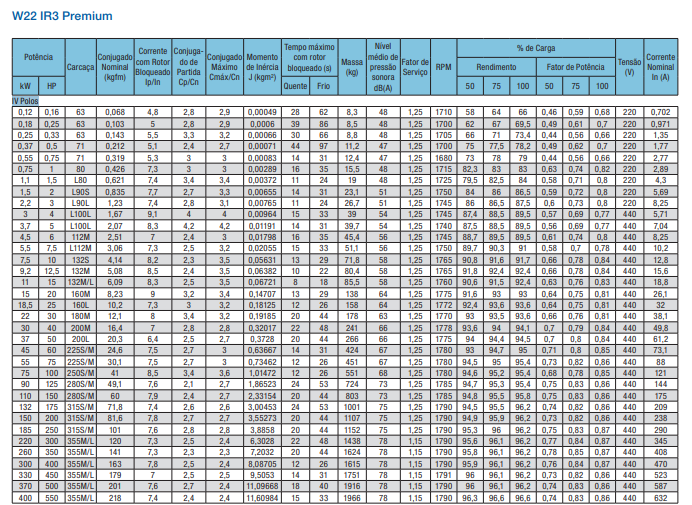 W22 IR3 Premium
Potência Carcaça Conjugado Nominal (kgfm) Corrente com Rotor Bloqueado Ip/In Conjuga- do de Partida Cp/Cn Conjugado Máximo Cmáx/Cn Momento de Inércia J (kgm²) Tempo máximo com rotor bloqueado (s) Massa (kg) Nível médio de pressão sonora dB(A) Fator de Serviço RPM % de Carga Tensão (V) Corrente Nominal In (A)
Rendimento Fator de Potência
kW HP Quente Frio 50 75 100 50 75 100
IV Polos
0,12 0,16 63 0,068 4,8 2,8 2,9 0,00049 28 62 8,3 48 1,25 1710 58 64 66 0,46 0,59 0,68 220 0,702
0,18 0,25 63 0,103 5 2,8 2,9 0,0006 39 86 8,5 48 1,25 1700 62 67 69,5 0,41 0,53 0,62 220 0,971
0,25 0,33 63 0,143 5,5 3,3 3,2 0,00066 30 66 8,8 48 1,25 1705 66 71 73,4 0,44 0,56 0,66 220 1,35
0,37 0,5 71 0,212 5,1 2,4 2,7 0,00071 44 97 11,2 47 1,25 1700 75 77,5 78,2 0,49 0,62 0,7 220 1,77
0,55 0,75 71 0,319 5,3 3 3 0,00083 14 31 12,4 47 1,25 1680 73 78 79 0,44 0,56 0,66 220 2,77
0,75 1 80 0,426 7,3 3 3 0,00289 16 35 15,5 48 1,25 1715 82,3 83 83 0,63 0,74 0,82 220 2,89
1,1 1,5 L80 0,621 7,4 3,4 3,4 0,00372 11 24 19 48 1,25 1725 79,5 82,5 84 0,58 0,71 0,8 220 4,3
1,5 2 L90S 0,835 7,7 2,7 3,3 0,00655 14 31 23,1 51 1,25 1750 84 86 86,5 0,59 0,72 0,8 220 5,69
2,2 3 L90L 1,23 7,4 2,8 3,1 0,00765 11 24 26,7 51 1,25 1745 86 86,5 87,5 0,6 0,73 0,8 220 8,25
3 4 L100L 1,67 9,1 4 4 0,00964 15 33 39 54 1,25 1745 87,4 88,5 89,5 0,57 0,69 0,77 440 5,71
3,7 5 L100L 2,07 8,3 4,2 4,2 0,01191 14 31 39,7 54 1,25 1740 87,5 88,5 89,5 0,56 0,69 0,77 440 7,04
4,5 6 112M 2,51 7 2,4 3 0,01798 16 35 45,4 56 1,25 1745 88,7 89,5 89,5 0,61 0,74 0,8 440 8,25
5,5 7,5 L112M 3,06 7,3 2,5 3,2 0,02055 15 33 51,1 56 1,25 1750 89,7 90,3 91 0,58 0,7 0,78 440 10,2
7,5 10 132S 4,14 8,2 2,3 3,5 0,05631 13 29 71,8 58 1,25 1765 90,8 91,6 91,7 0,66 0,78 0,84 440 12,8
9,2 12,5 132M 5,08 8,5 2,4 3,5 0,06382 10 22 80,4 58 1,25 1765 91,8 92,4 92,4 0,66 0,78 0,84 440 15,6
11 15 132M/L 6,09 8,3 2,5 3,5 0,06721 8 18 85,5 58 1,25 1760 90,6 91,5 92,4 0,63 0,76 0,83 440 18,8
15 20 160M 8,23 9 3,2 3,4 0,14707 13 29 138 64 1,25 1775 91,6 93 93 0,64 0,75 0,81 440 26,1
18,5 25 160L 10,2 7,3 3 3,2 0,18125 12 26 158 64 1,25 1772 92,4 93,6 93,6 0,64 0,75 0,81 440 32
22 30 180M 12,1 8 3,4 3,2 0,19185 20 44 178 63 1,25 1770 93 93,5 93,6 0,66 0,76 0,81 440 38,1
30 40 200M 16,4 7 2,8 2,8 0,32017 22 48 241 66 1,25 1778 93,6 94 94,1 0,7 0,79 0,84 440 49,8
37 50 200L 20,3 6,4 2,5 2,7 0,3728 20 44 273 66 1,25 1775 94 94,4 94,5 0,7 0,8 0,84 440 61,2
45 60 225S/M 24,6 7,5 2,7 3 0,63667 14 31 424 67 1,25 1780 93 94,7 95 0,71 0,8 0,85 440 73,1
55 75 225S/M 30,1 7,5 2,7 3 0,73462 12 26 451 67 1,25 1780 94,5 95 95,4 0,73 0,82 0,86 440 88
75 100 250S/M 41 8,5 3,4 3,6 1,01472 12 26 551 68 1,25 1780 94,5 95,2 95,4 0,68 0,78 0,85 440 121
90 125 280S/M 49,1 7,6 2,1 2,7 1,86523 24 53 724 73 1,25 1785 94,7 95,3 95,4 0,75 0,83 0,86 440 144
110 150 280S/M 60 7,9 2,4 2,7 2,33154 20 44 803 73 1,25 1785 94,8 95,5 95,8 0,75 0,83 0,86 440 175
132 175 315S/M 71,8 7,4 2,6 2,6 3,00453 24 53 1001 75 1,25 1790 94,5 95,5 96,2 0,74 0,82 0,86 440 209
150 200 315S/M 81,6 7,8 2,7 2,7 3,55273 20 44 1107 75 1,25 1790 94,9 95,9 96,2 0,73 0,82 0,86 440 238
185 250 315S/M 101 7,6 2,8 2,8 3,8858 20 44 1152 75 1,25 1790 95,3 96 96,2 0,75 0,83 0,87 440 290
220 300 355M/L 120 7,3 2,5 2,4 6,3028 22 48 1438 78 1,15 1790 95,6 96,1 96,2 0,77 0,84 0,87 440 345
260 350 355M/L 141 7,3 2,3 2,3 7,2032 20 44 1624 78 1,15 1790 95,8 96,1 96,2 0,78 0,85 0,87 440 408
300 400 355M/L 163 7,8 2,5 2,4 8,08705 12 26 1615 78 1,15 1790 95,9 96,1 96,2 0,76 0,84 0,87 440 470
330 450 355M/L 179 7 2,5 2,5 9,5053 14 31 1751 78 1,15 1791 96 96,1 96,2 0,73 0,82 0,86 440 523
370 500 355M/L 201 7,6 2,7 2,7 11,09668 18 40 1916 78 1,15 1790 96 96,1 96,2 0,74 0,83 0,86 440 587
400 550 355M/L 218 7,4 2,4 2,4 11,60984 15 33 1966 78 1,15 1790 96,3 96,6 96,6 0,74 0,83 0,86 440 632